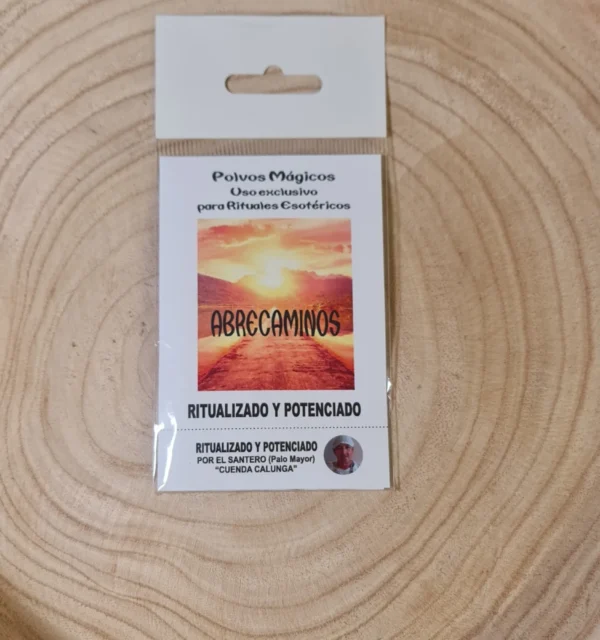 Polvos Mágicos
Uso exclusivo
para Rituales Esotéricos
ABRECAMINOS
RITUALIZADO Y POTENCIADO
RITUALIZADO Y POTENCIADO
POR EL SANTERO (Palo Mayor)
"CUENDA CALUNGA"